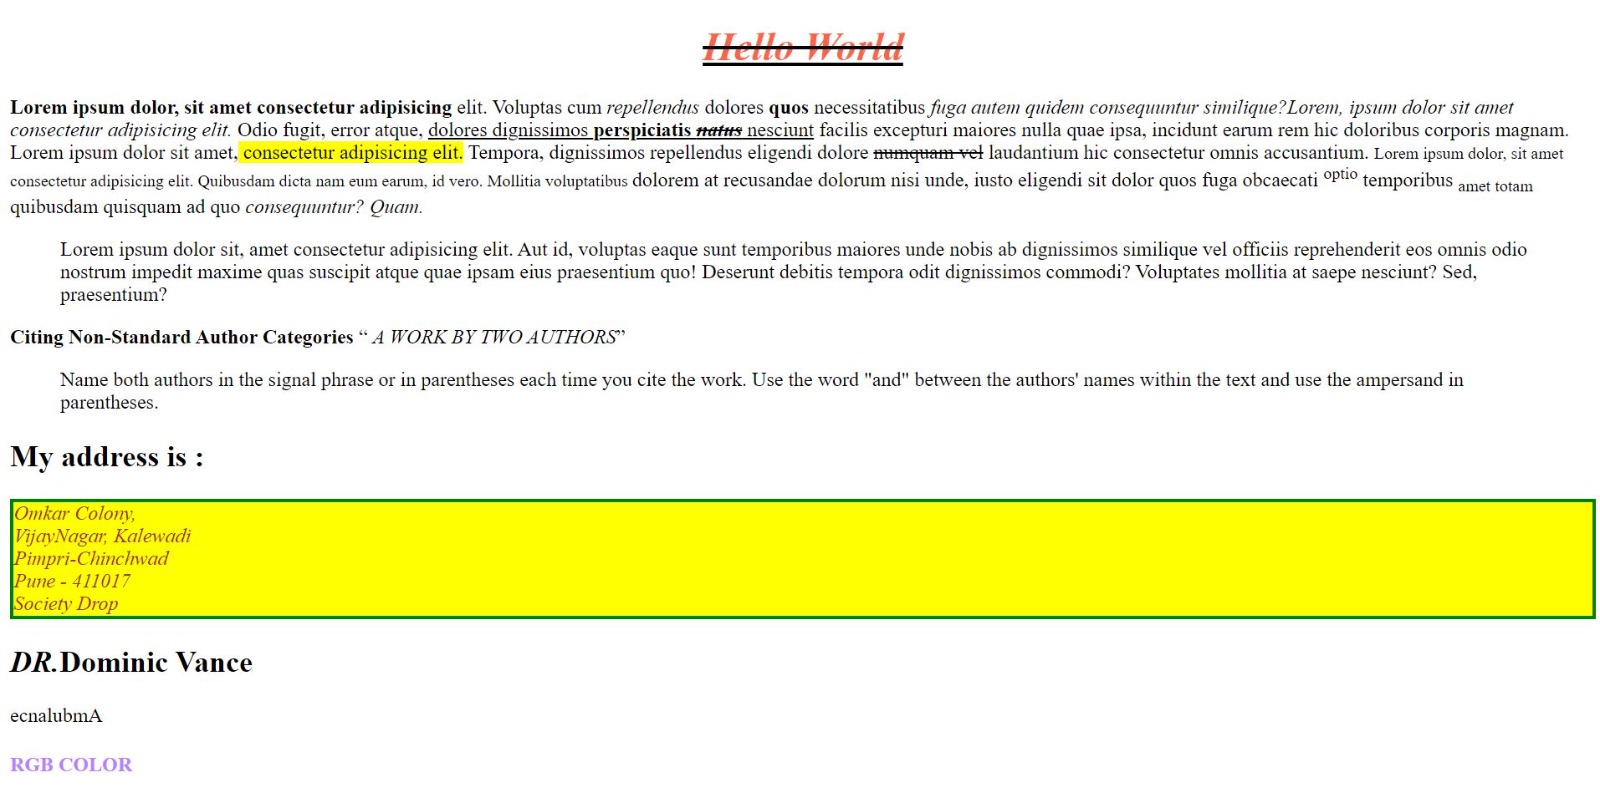 Hello World
Lorem ipsum dolor, sit amet consectetur adipisicing elit. Voluptas cum repellendus dolores quos necessitatibus fuga autem quidem consequuntur similique?Lorem, ipsum dolor sit amet
consectetur adipisicing elit. Odio fugit, error atque, dolores dignissimos perspiciatis natus nesciunt facilis excepturi maiores nulla quae ipsa, incidunt earum rem hic doloribus corporis magnam.
Lorem ipsum dolor sit amet, consectetur adipisicing elit. Tempora, dignissimos repellendus eligendi dolore numquam vel laudantium hic consectetur omnis accusantium. Lorem ipsum dolor, sit amet
consectetur adipisicing elit. Quibusdam dicta nam eum earum, id vero. Mollitia voluptatibus dolorem at recusandae dolorum nisi unde, iusto eligendi sit dolor quos fuga obcaecati optio temporibus amet totam
quibusdam quisquam ad quo consequuntur? Quam.
Lorem ipsum dolor sit, amet consectetur adipisicing elit. Aut id, voluptas eaque sunt temporibus maiores unde nobis ab dignissimos similique vel officiis reprehenderit eos omnis odio
nostrum impedit maxime quas suscipit atque quae ipsam eius praesentium quo! Deserunt debitis tempora odit dignissimos commodi? Voluptates mollitia at saepe nesciunt? Sed,
praesentium?
Citing Non-Standard Author Categories “ A WORK BY TWO AUTHORS”
Name both authors in the signal phrase or in parentheses each time you cite the work. Use the word "and" between the authors' names within the text and use the ampersand in
parentheses.
My address is :
Omkar Colony,
VijayNagar, Kalewadi
Pimpri-Chinchwad
Pune - 411017
Society Drop
DR.Dominic Vance
ecnalubmA
RGB COLOR